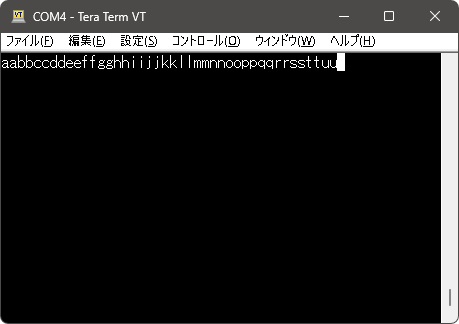 COM4 - Tera Term VT
ファイル(F) 編集(E) 設定(S) コントロール(O) ウィンドウ(W) ヘルプ(H)
aabbccddeeffgghhiijjkkllmmnnooppqqrrssttuu